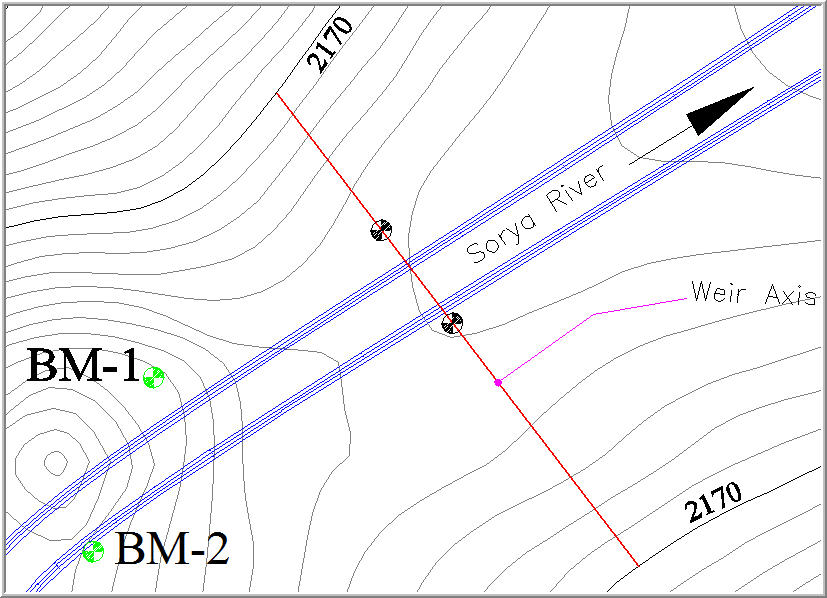 2170
Sorya River
Weir Axis
BM-1
2170
BM-2